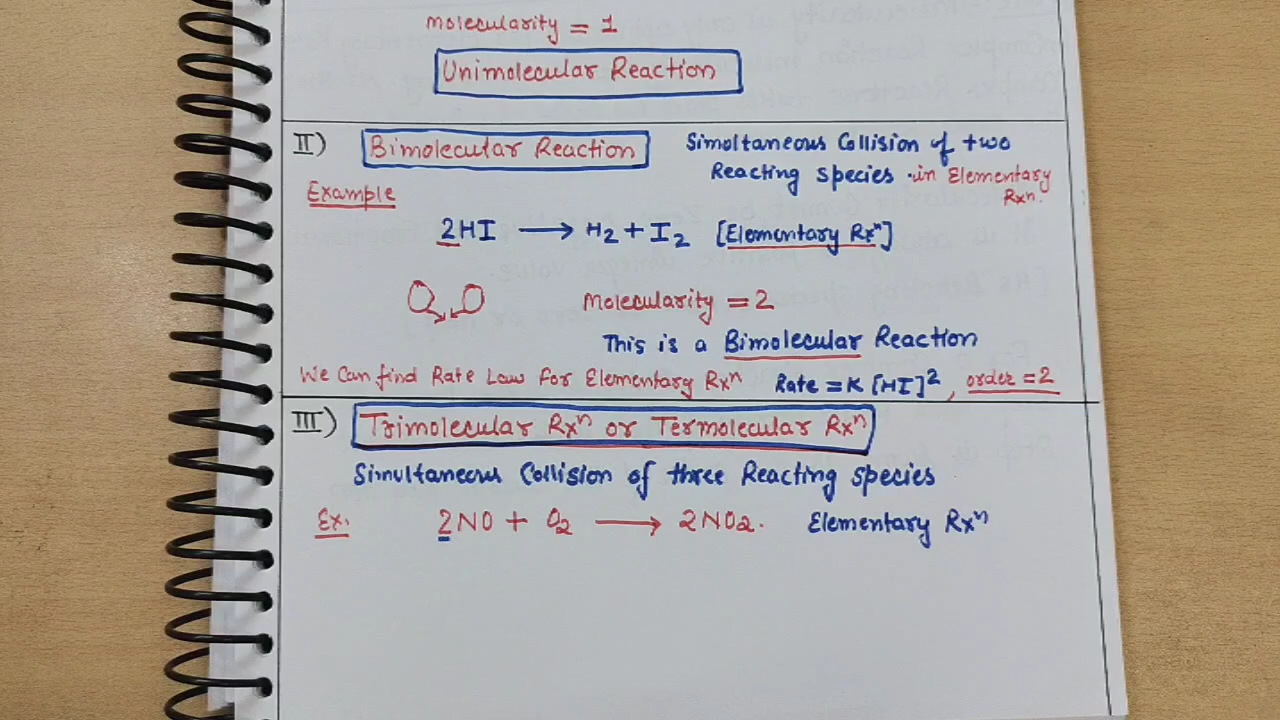 Molecularity = 1
Unimolecular Reaction
II) Bimolecular Reaction Simultaneous Collision of two
Reacting Species in Elementary
Rxn.
Example
2HI → H₂ + I₂ [Elementary Rxⁿ]
Molecularity = 2
This is a Bimolecular Reaction
We Can find Rate Law For Elementary Rxⁿ Rate = K [HI]², order = 2
III) Trimolecular Rxⁿ or Termolecular Rxⁿ
Simultaneous Collision of three Reacting Species
Ex. 2NO + O₂ → 2NO₂. Elementary Rxⁿ